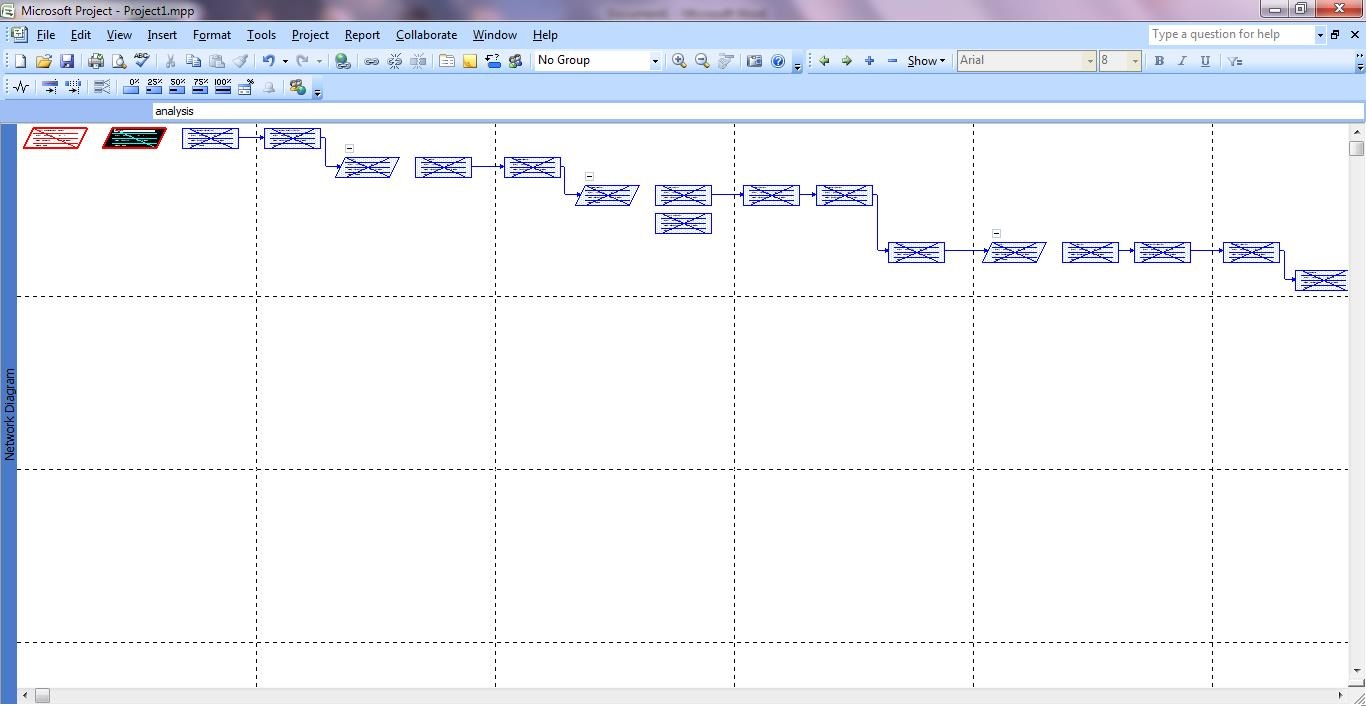 Microsoft Project - Project1.mpp
File Edit View Insert Format Tools Project Report Collaborate Window Help
Type a question for help
No Group
Show
Arial
8
B I U
0% 25% 50% 75% 100%
analysis
Network Diagram